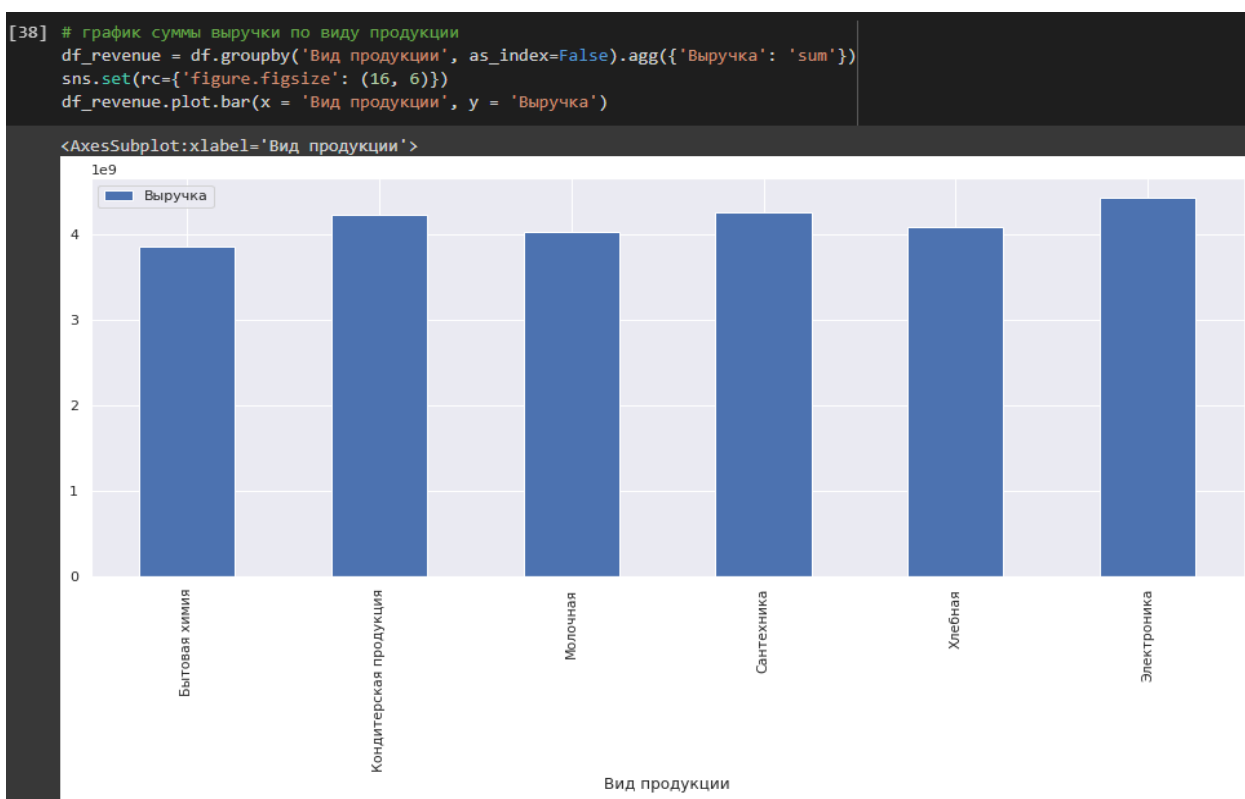 [38] # график суммы выручки по виду продукции
df_revenue = df.groupby('Вид продукции', as_index=False).agg({'Выручка': 'sum'})
sns.set(rc={'figure.figsize': (16, 6)})
df_revenue.plot.bar(x = 'Вид продукции', y = 'Выручка')
<AxesSubplot:xlabel='Вид продукции'>
1e9
Выручка
4
3
2
1
0
Бытовая химия
Кондитерская продукция
Молочная
Сантехника
Хлебная
Электроника
Вид продукции